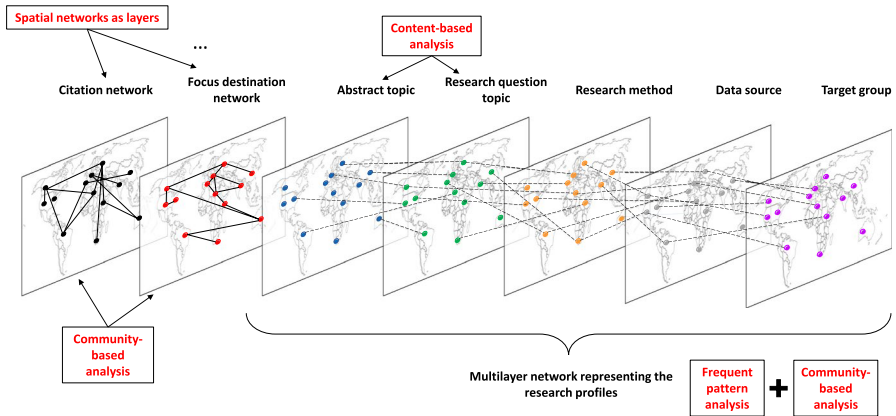 Spatial networks as layers
...
Content-based
analysis
Citation network
Focus destination
network
Abstract topic
Research question
topic
Research method
Data source
Target group
Community-
based
analysis
Multilayer network representing the
research profiles
Frequent
pattern
analysis
+
Community-
based
analysis